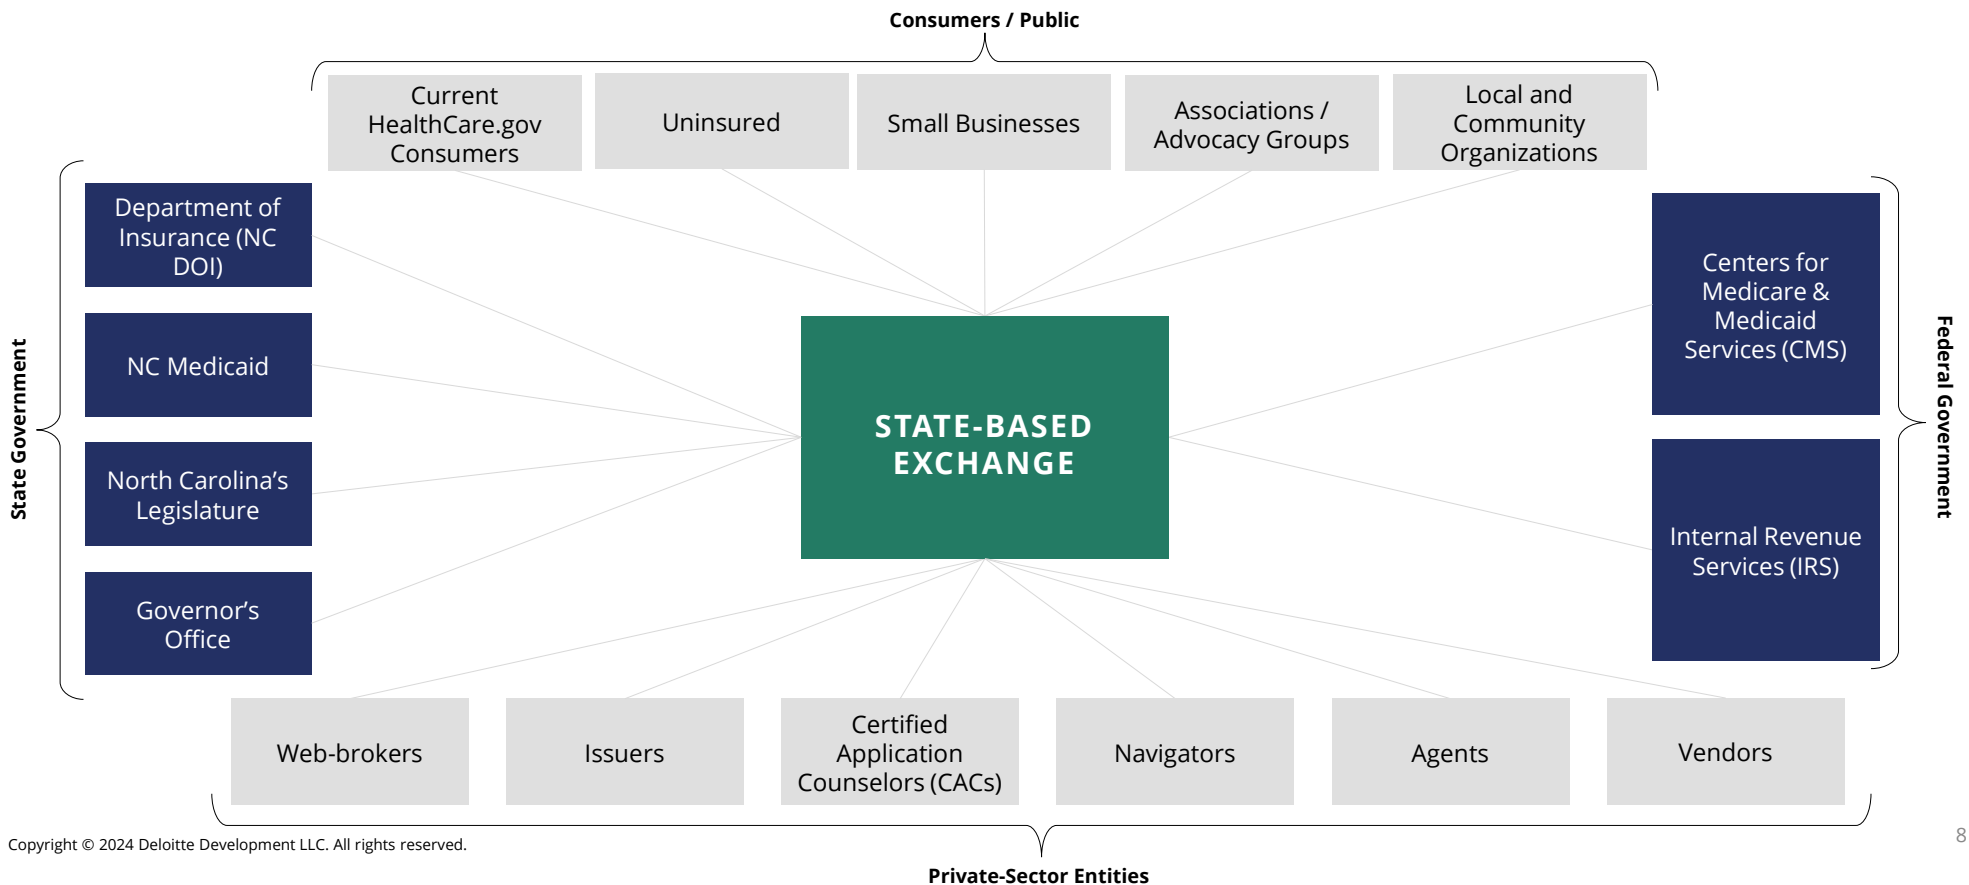 Consumers / Public
Current
HealthCare.gov
Consumers
Uninsured
Small Businesses
Associations /
Advocacy Groups
Local and
Community
Organizations
State Government
Department of
Insurance (NC
DOI)
NC Medicaid
North Carolina’s
Legislature
Governor’s
Office
STATE-BASED
EXCHANGE
Centers for
Medicare &
Medicaid
Services (CMS)
Internal Revenue
Services (IRS)
Federal Government
Web-brokers
Issuers
Certified
Application
Counselors (CACs)
Navigators
Agents
Vendors
Private-Sector Entities
Copyright © 2024 Deloitte Development LLC. All rights reserved.
8